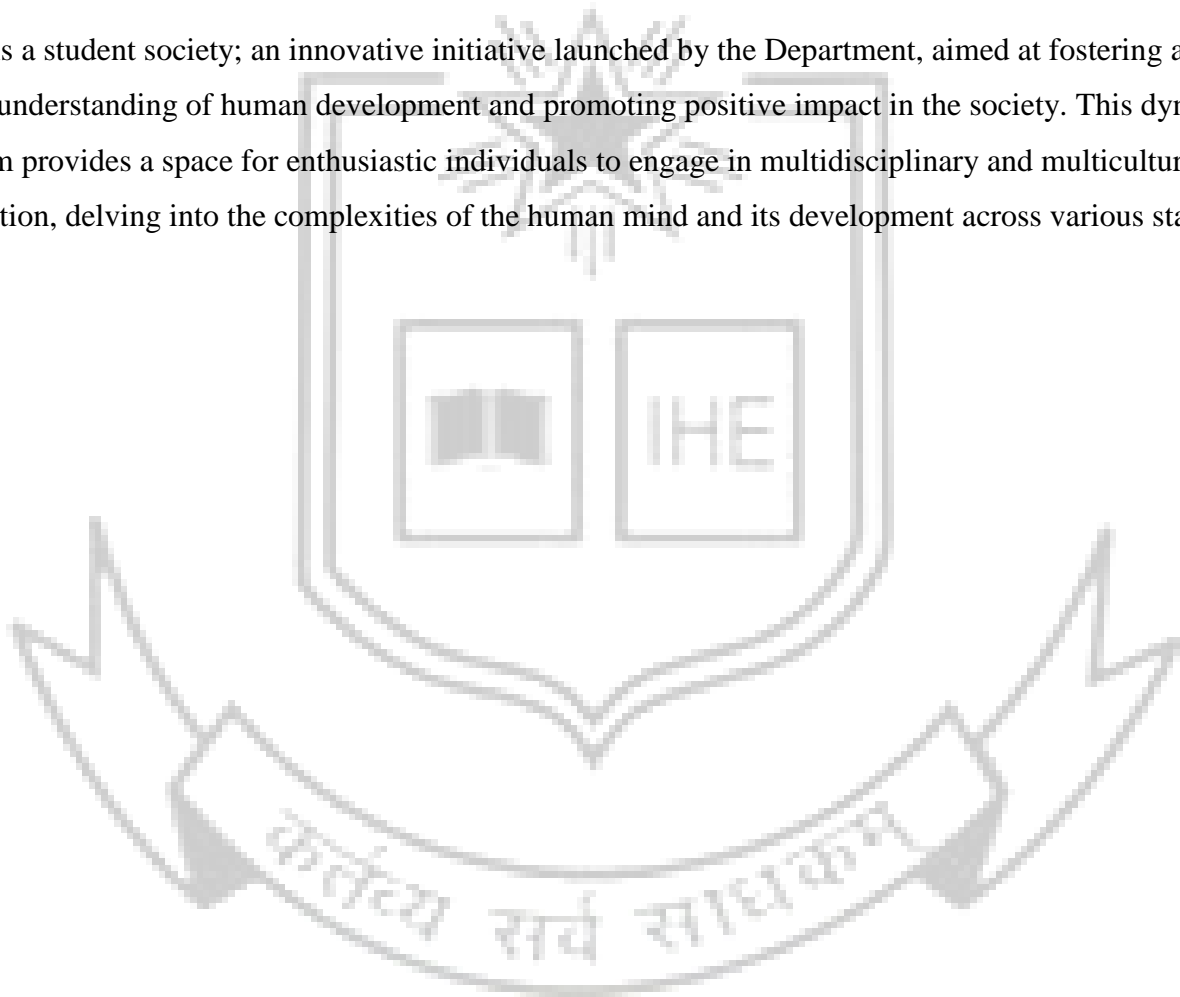 s a student society; an innovative initiative launched by the Department, aimed at fostering a
understanding of human development and promoting positive impact in the society. This dyn
m provides a space for enthusiastic individuals to engage in multidisciplinary and multicultur
tion, delving into the complexities of the human mind and its development across various sta
IHE
कर्तव्य सर्व साधकम